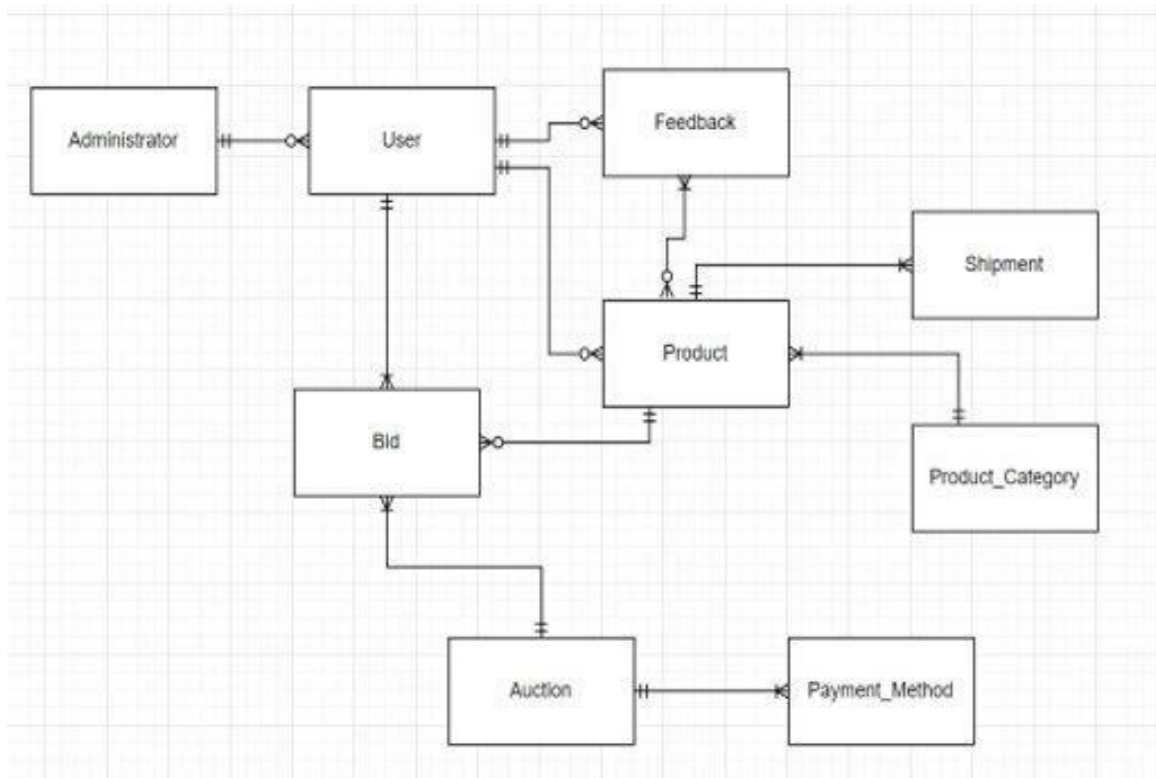 Administrator
User
Feedback
Shipment
Product
Bid
Product_Category
Auction
Payment_Method